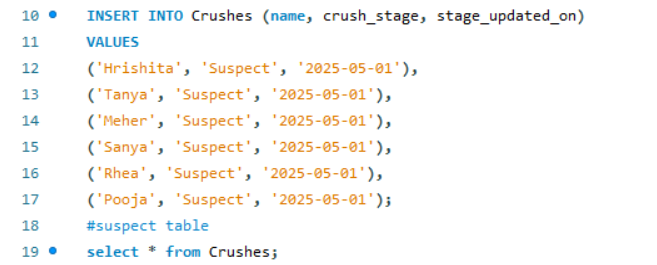 10 INSERT INTO Crushes (name, crush_stage, stage_updated_on)
11 VALUES
12 ('Hrishita', 'Suspect', '2025-05-01'),
13 ('Tanya', 'Suspect', '2025-05-01'),
14 ('Meher', 'Suspect', '2025-05-01'),
15 ('Sanya', 'Suspect', '2025-05-01'),
16 ('Rhea', 'Suspect', '2025-05-01'),
17 ('Pooja', 'Suspect', '2025-05-01');
18 #suspect table
19 select * from Crushes;